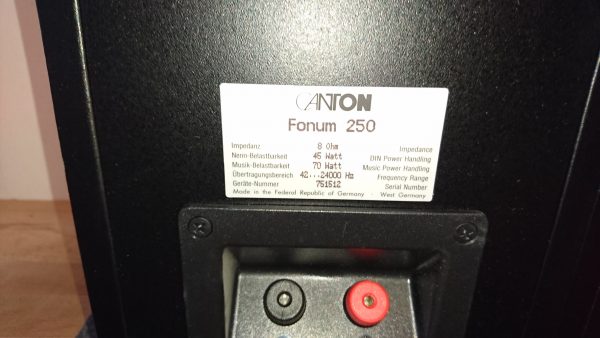 CANTON
Fonum 250
Impedanz 8 Ohm Impedance
Nenn-Belastbarkeit 45 Watt DIN Power Handling
Musik-Belastbarkeit 70 Watt Music Power Handling
Übertragungsbereich 42...24000 Hz Frequency Range
Geräte-Nummer 751512 Serial Number
Made in the Federal Republic of Germany - West Germany